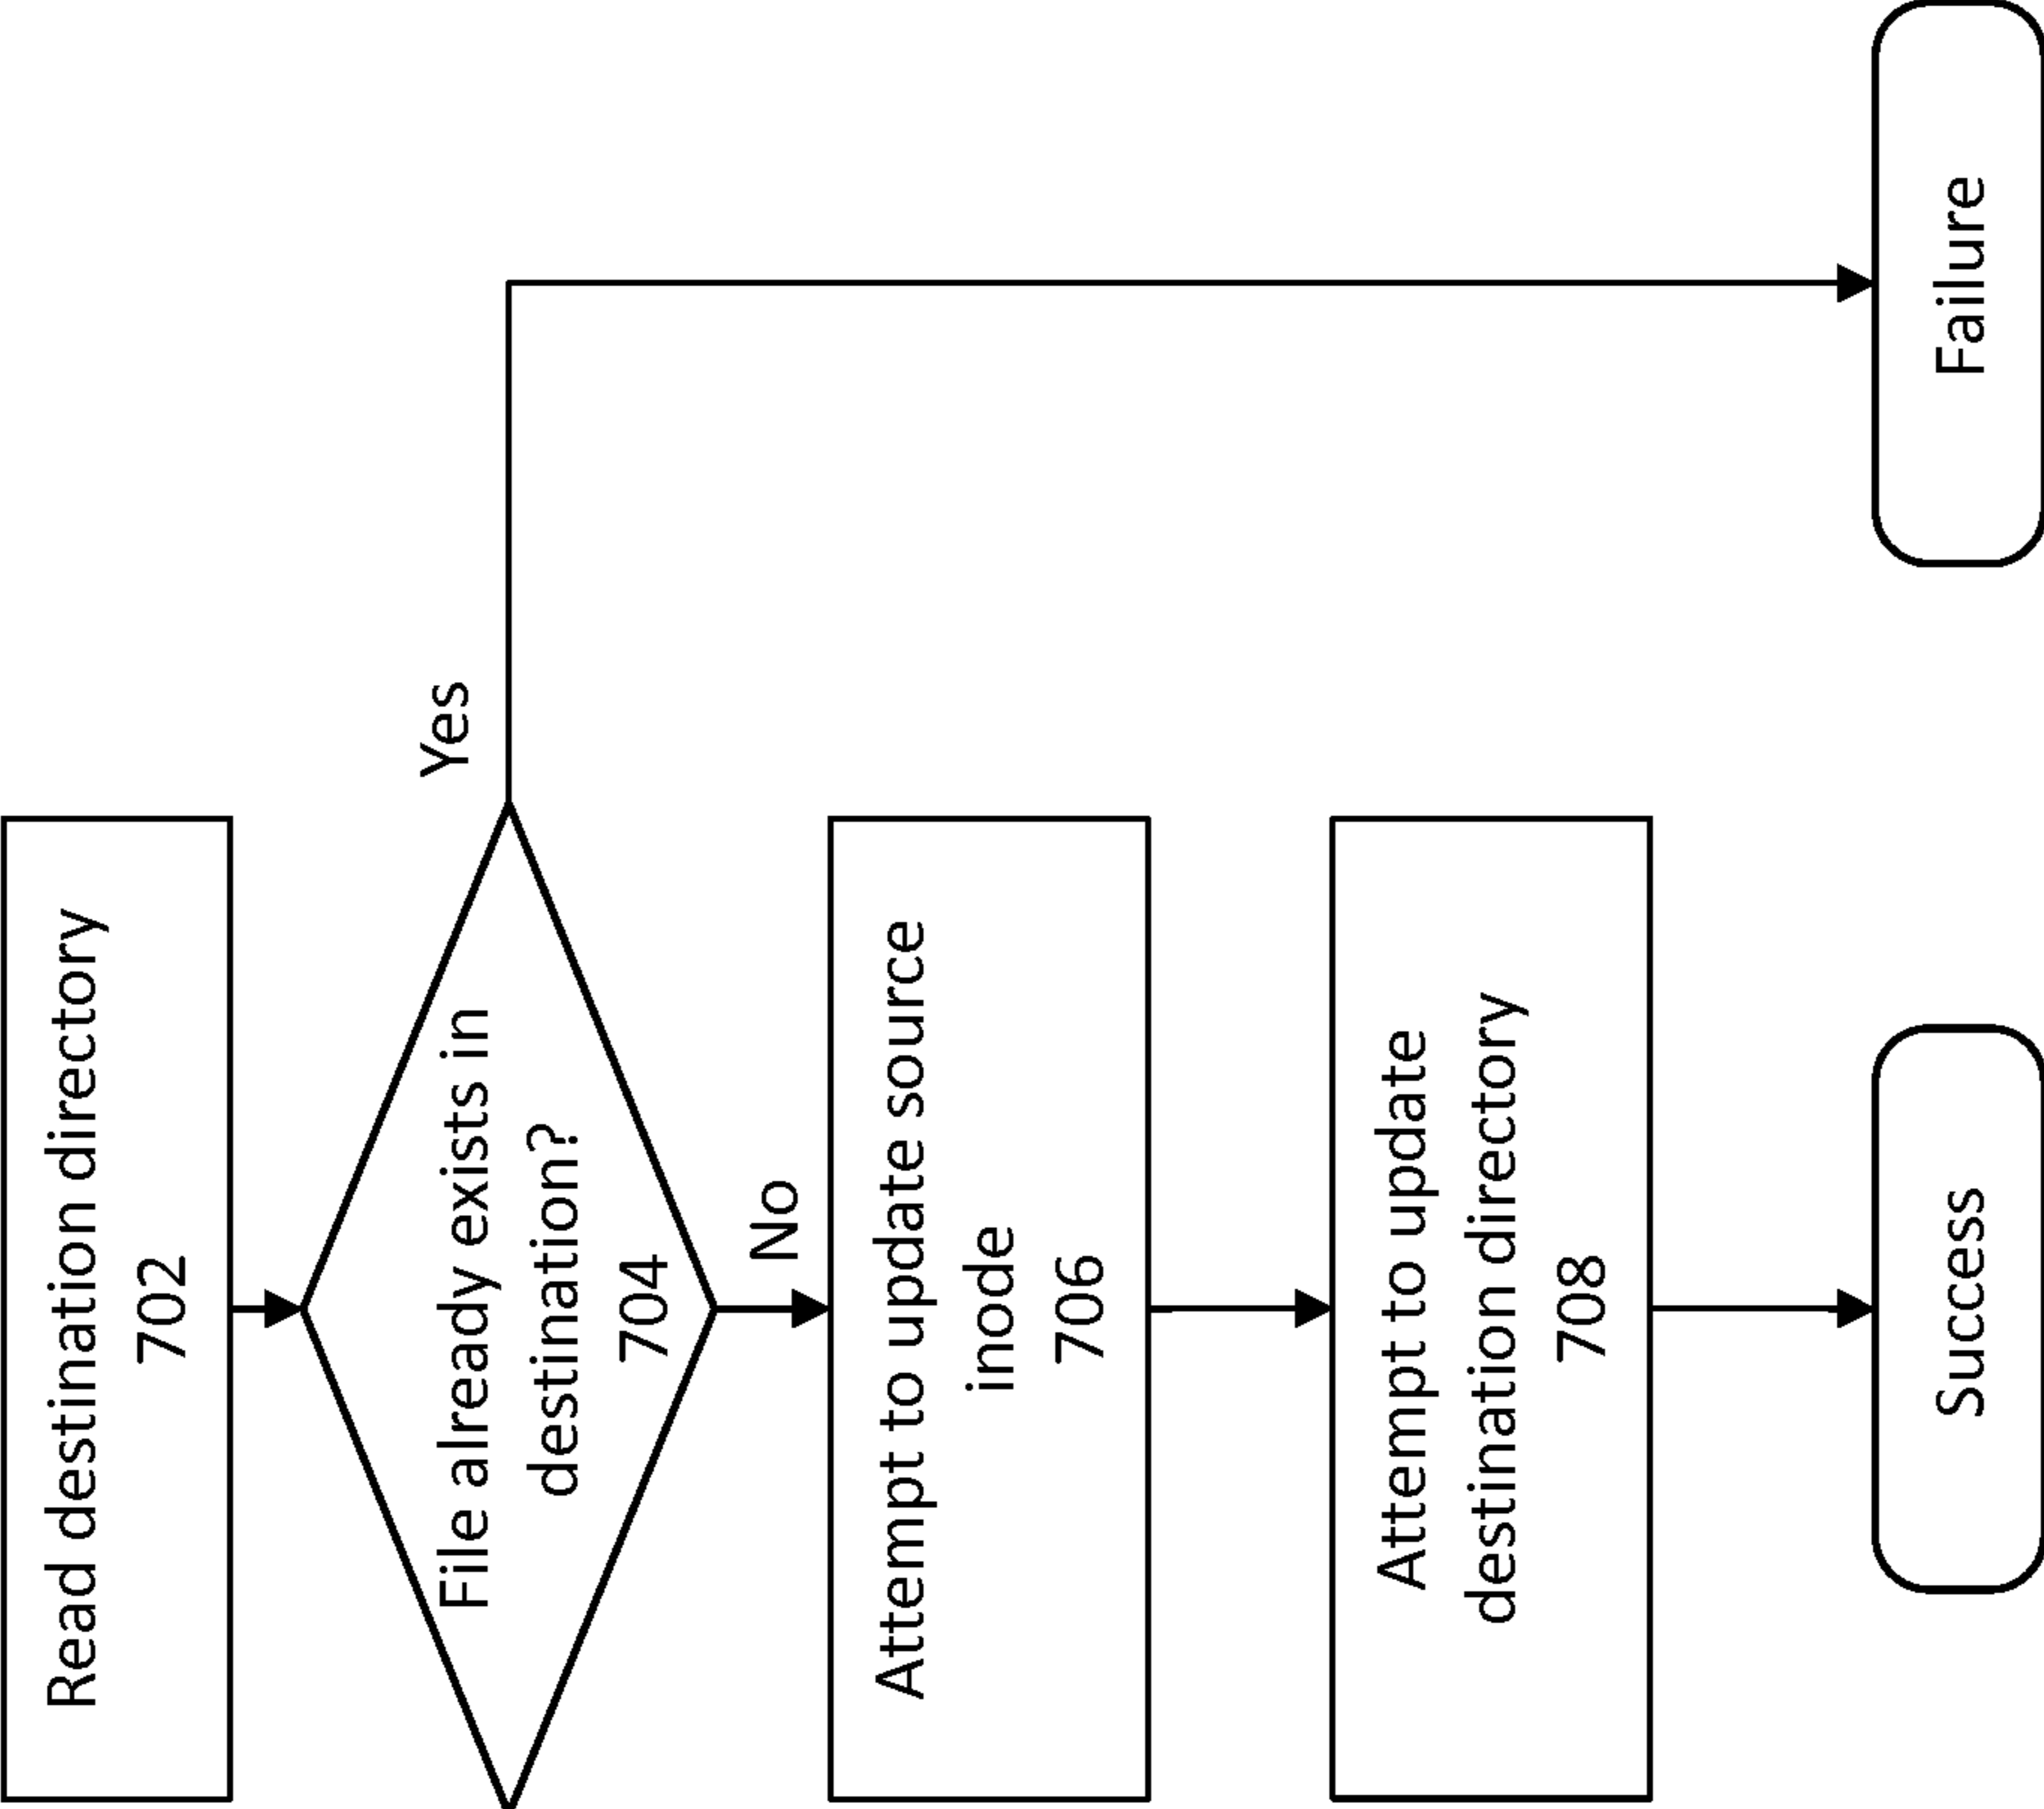 Read destination directory
702
File already exists in
destination?
704
Yes
No
Attempt to update source
inode
706
Attempt to update
destination directory
708
Success
Failure